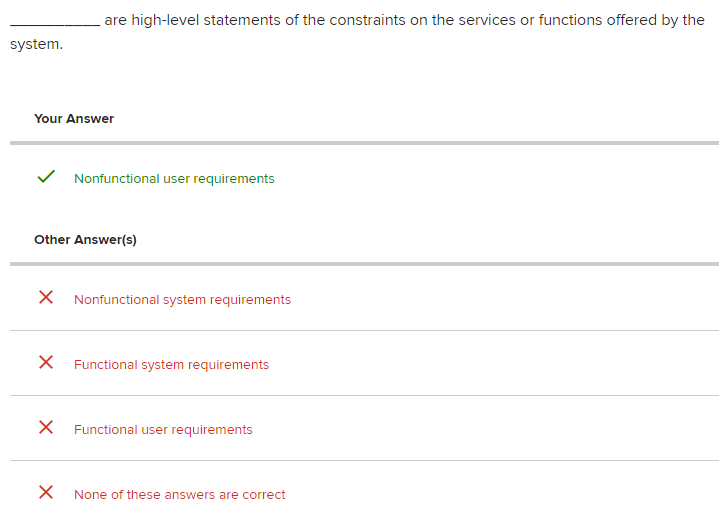 __________ are high-level statements of the constraints on the services or functions offered by the
system.
Your Answer
Nonfunctional user requirements
Other Answer(s)
Nonfunctional system requirements
Functional system requirements
Functional user requirements
None of these answers are correct